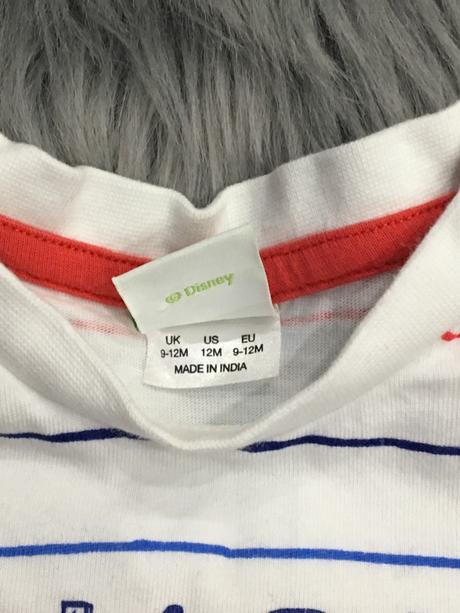 @ Disney
UK US EU
9-12M 12M 9-12M
MADE IN INDIA